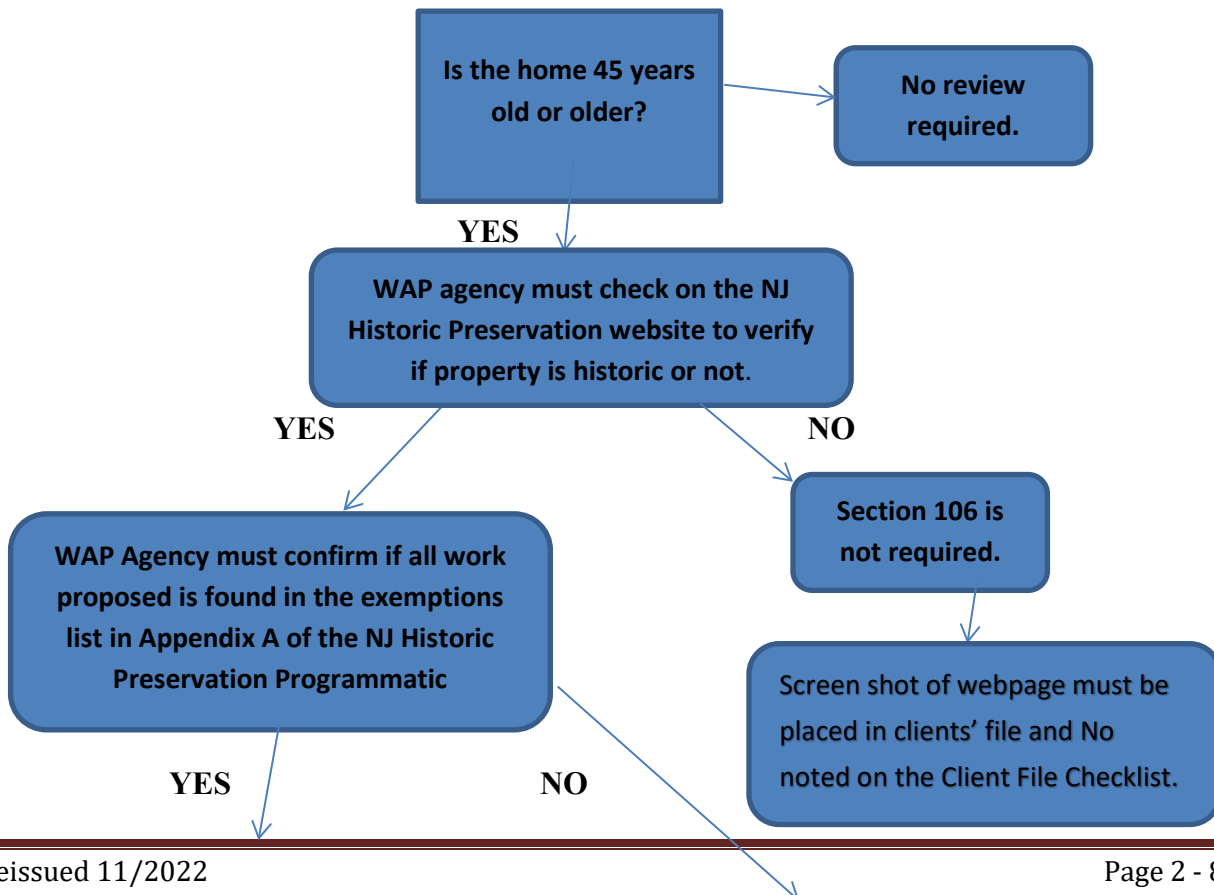 Is the home 45 years
old or older?
No review
required.
YES
WAP agency must check on the NJ
Historic Preservation website to verify
if property is historic or not.
YES
NO
WAP Agency must confirm if all work
proposed is found in the exemptions
list in Appendix A of the NJ Historic
Preservation Programmatic
Section 106 is
not required.
Screen shot of webpage must be
placed in clients’ file and No
noted on the Client File Checklist.
YES
NO
eissued 11/2022
Page 2 - 8